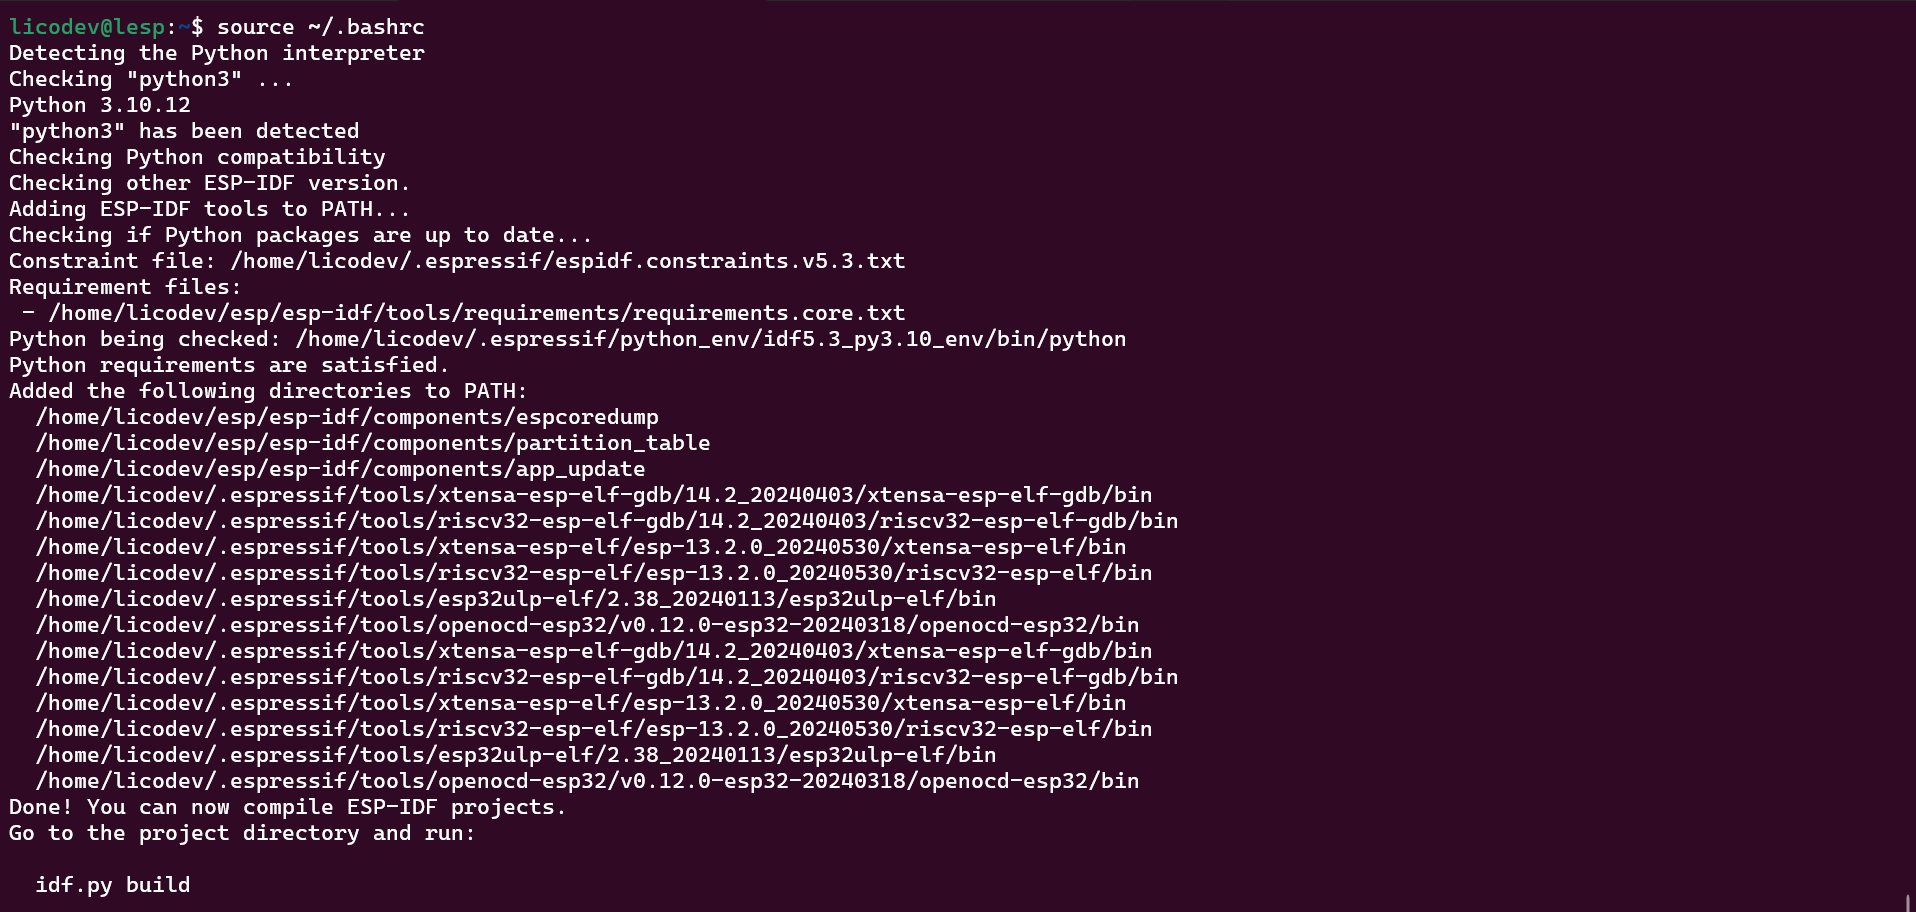 licodev@lesp:~$ source ~/.bashrc
Detecting the Python interpreter
Checking "python3" ...
Python 3.10.12
"python3" has been detected
Checking Python compatibility
Checking other ESP-IDF version.
Adding ESP-IDF tools to PATH...
Checking if Python packages are up to date...
Constraint file: /home/licodev/.espressif/espidf.constraints.v5.3.txt
Requirement files:
 - /home/licodev/esp/esp-idf/tools/requirements/requirements.core.txt
Python being checked: /home/licodev/.espressif/python_env/idf5.3_py3.10_env/bin/python
Python requirements are satisfied.
Added the following directories to PATH:
  /home/licodev/esp/esp-idf/components/espcoredump
  /home/licodev/esp/esp-idf/components/partition_table
  /home/licodev/esp/esp-idf/components/app_update
  /home/licodev/.espressif/tools/xtensa-esp-elf-gdb/14.2_20240403/xtensa-esp-elf-gdb/bin
  /home/licodev/.espressif/tools/riscv32-esp-elf-gdb/14.2_20240403/riscv32-esp-elf-gdb/bin
  /home/licodev/.espressif/tools/xtensa-esp-elf/esp-13.2.0_20240530/xtensa-esp-elf/bin
  /home/licodev/.espressif/tools/riscv32-esp-elf/esp-13.2.0_20240530/riscv32-esp-elf/bin
  /home/licodev/.espressif/tools/esp32ulp-elf/2.38_20240113/esp32ulp-elf/bin
  /home/licodev/.espressif/tools/openocd-esp32/v0.12.0-esp32-20240318/openocd-esp32/bin
  /home/licodev/.espressif/tools/xtensa-esp-elf-gdb/14.2_20240403/xtensa-esp-elf-gdb/bin
  /home/licodev/.espressif/tools/riscv32-esp-elf-gdb/14.2_20240403/riscv32-esp-elf-gdb/bin
  /home/licodev/.espressif/tools/xtensa-esp-elf/esp-13.2.0_20240530/xtensa-esp-elf/bin
  /home/licodev/.espressif/tools/riscv32-esp-elf/esp-13.2.0_20240530/riscv32-esp-elf/bin
  /home/licodev/.espressif/tools/esp32ulp-elf/2.38_20240113/esp32ulp-elf/bin
  /home/licodev/.espressif/tools/openocd-esp32/v0.12.0-esp32-20240318/openocd-esp32/bin
Done! You can now compile ESP-IDF projects.
Go to the project directory and run:

  idf.py build